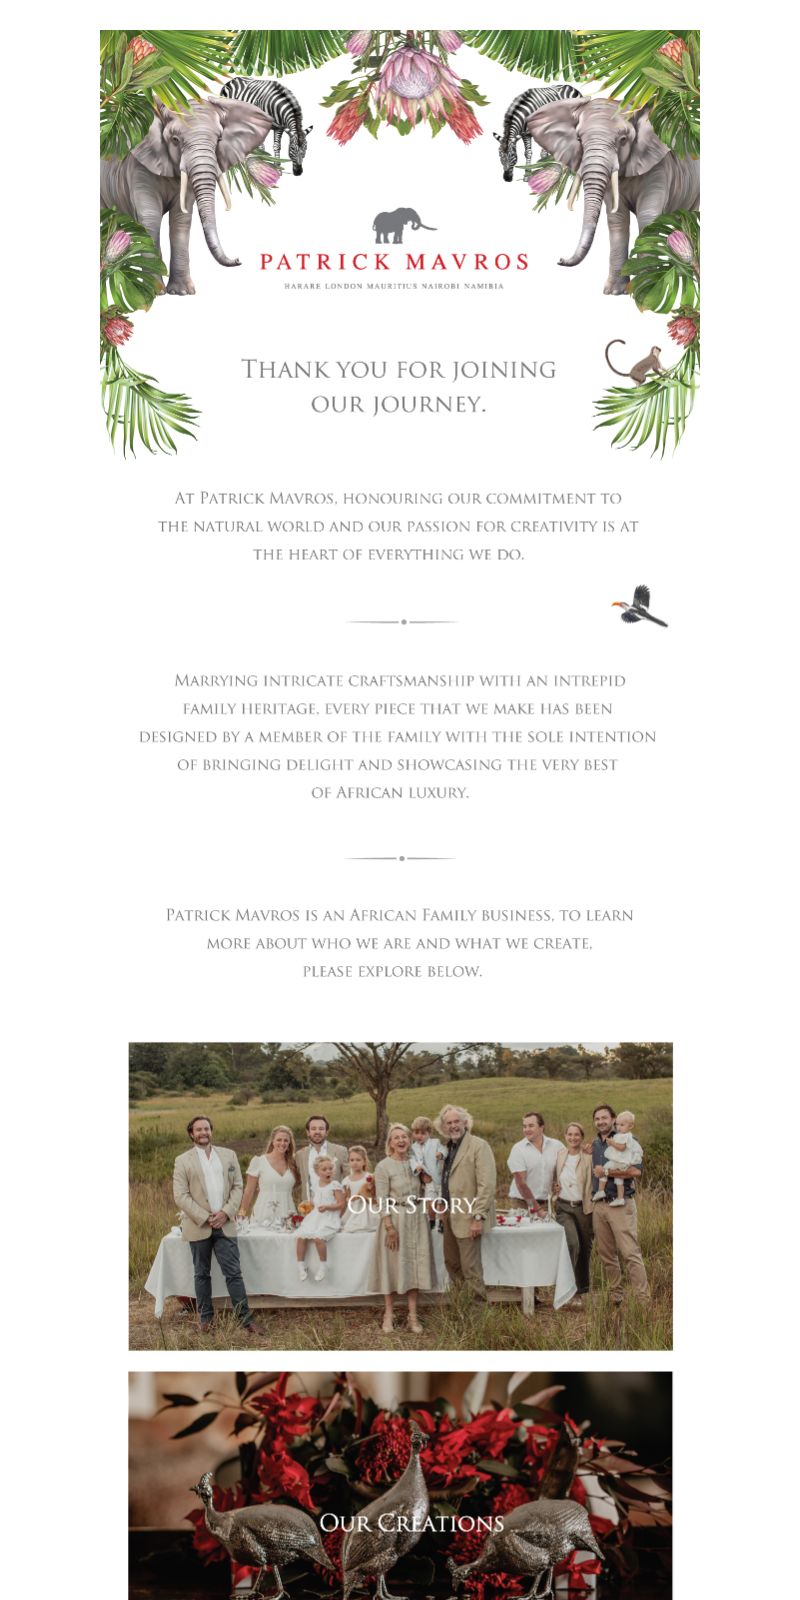 PATRICK MAVROS
HARARE LONDON MAURITIUS NAIROBI NAMIBIA
Thank you for joining
our journey.
At Patrick Mavros, honouring our commitment to
the natural world and our passion for creativity is at
the heart of everything we do.
Marrying intricate craftsmanship with an intrepid
family heritage, every piece that we make has been
designed by a member of the family with the sole intention
of bringing delight and showcasing the very best
of African luxury.
Patrick Mavros is an African Family business, to learn
more about who we are and what we create,
please explore below.
Our Story
Our Creations